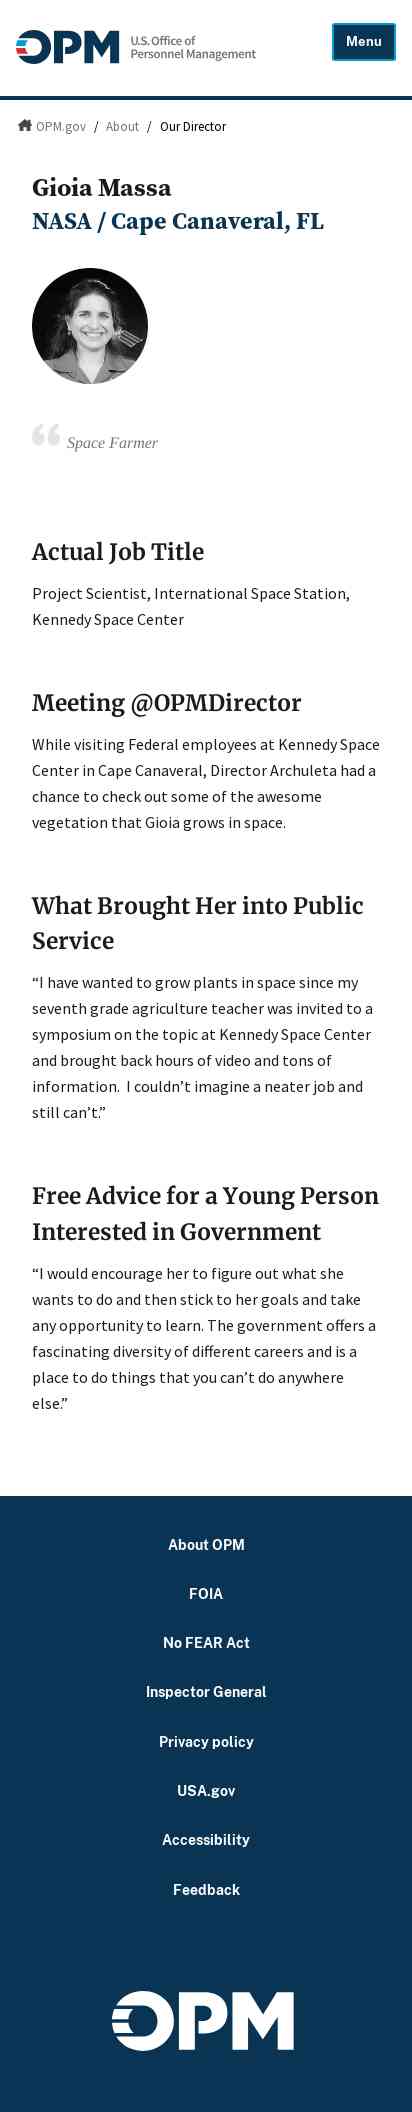 OPM
U.S. Office of
Personnel Management
Menu
OPM.gov / About / Our Director
Gioia Massa
NASA / Cape Canaveral, FL
“ Space Farmer
Actual Job Title
Project Scientist, International Space Station,
Kennedy Space Center
Meeting @OPMDirector
While visiting Federal employees at Kennedy Space
Center in Cape Canaveral, Director Archuleta had a
chance to check out some of the awesome
vegetation that Gioia grows in space.
What Brought Her into Public
Service
“I have wanted to grow plants in space since my
seventh grade agriculture teacher was invited to a
symposium on the topic at Kennedy Space Center
and brought back hours of video and tons of
information.  I couldn’t imagine a neater job and
still can’t.”
Free Advice for a Young Person
Interested in Government
“I would encourage her to figure out what she
wants to do and then stick to her goals and take
any opportunity to learn. The government offers a
fascinating diversity of different careers and is a
place to do things that you can’t do anywhere
else.”
About OPM
FOIA
No FEAR Act
Inspector General
Privacy policy
USA.gov
Accessibility
Feedback
OPM